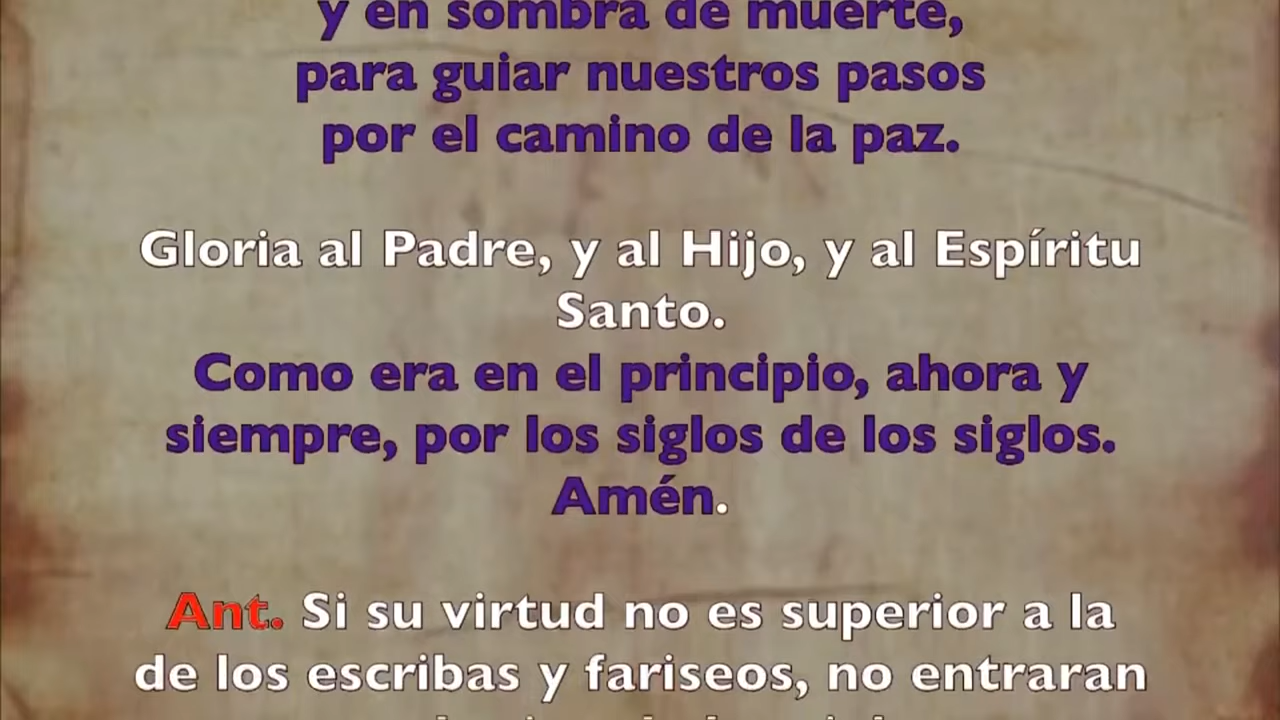 y en sombra de muerte,
para guiar nuestros pasos
por el camino de la paz.
Gloria al Padre, y al Hijo, y al Espíritu
Santo.
Como era en el principio, ahora y
siempre, por los siglos de los siglos.
Amén.
Ant. Si su virtud no es superior a la
de los escribas y fariseos, no entraran